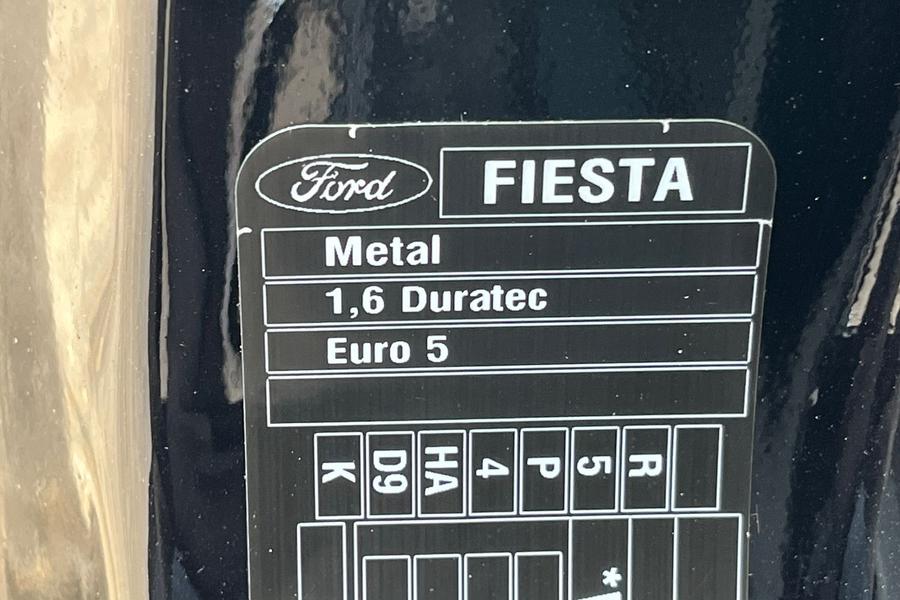 Ford FIESTA
Metal
1,6 Duratec
Euro 5
K D9 HA 4 P 5 R
*